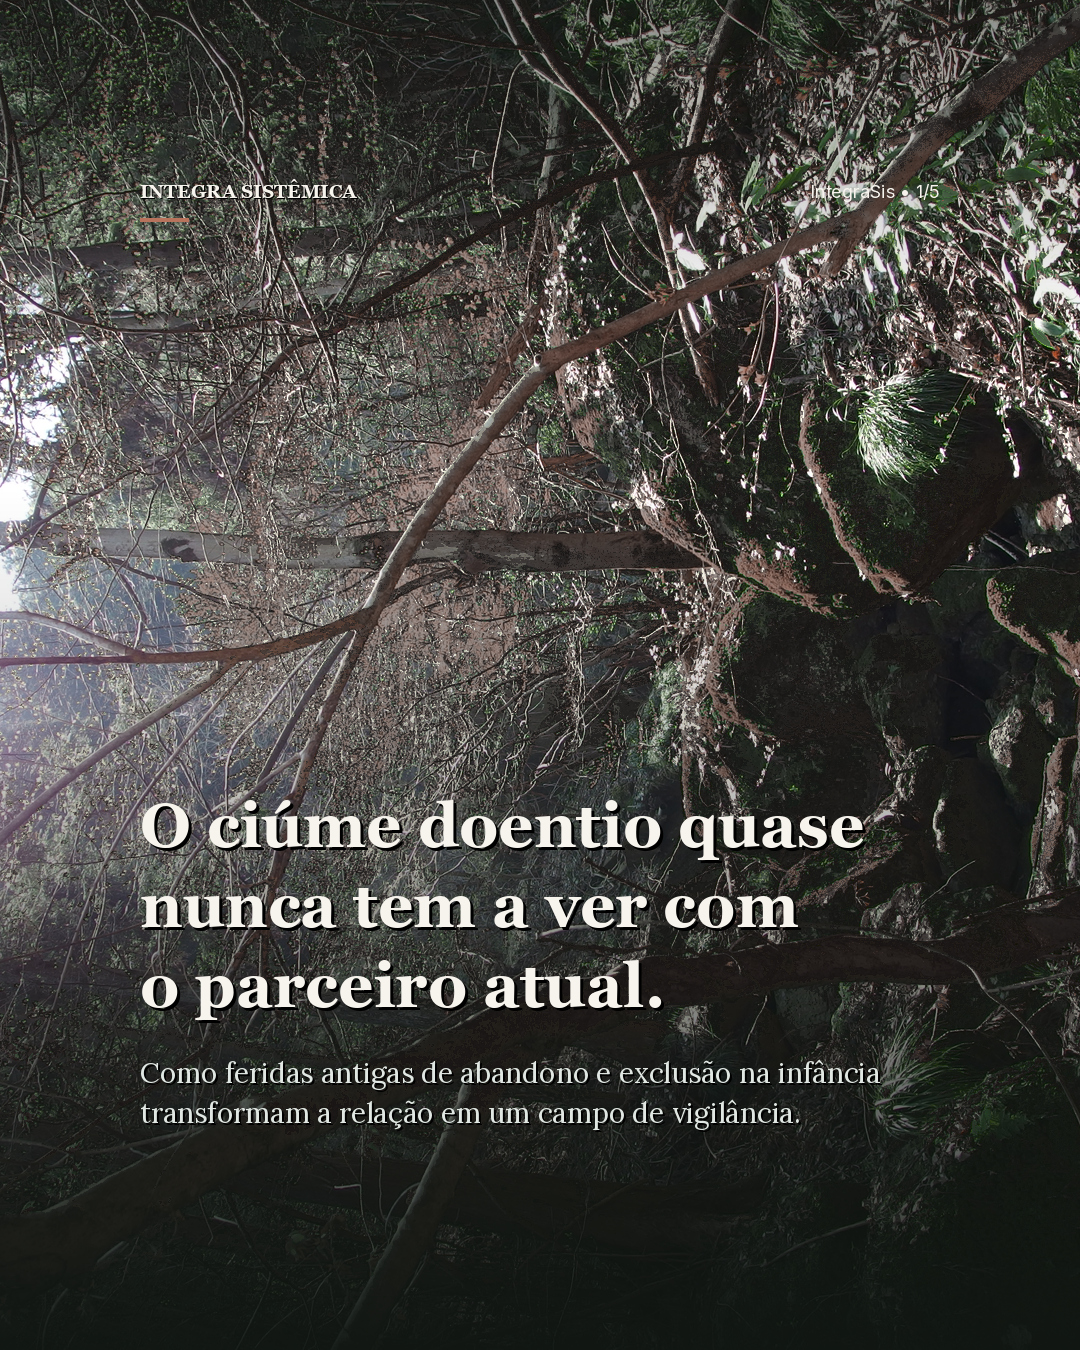 INTEGRA SISTÊMICA
IntegraSis • 1/5
O ciúme doentio quase
nunca tem a ver com
o parceiro atual.
Como feridas antigas de abandono e exclusão na infância
transformam a relação em um campo de vigilância.